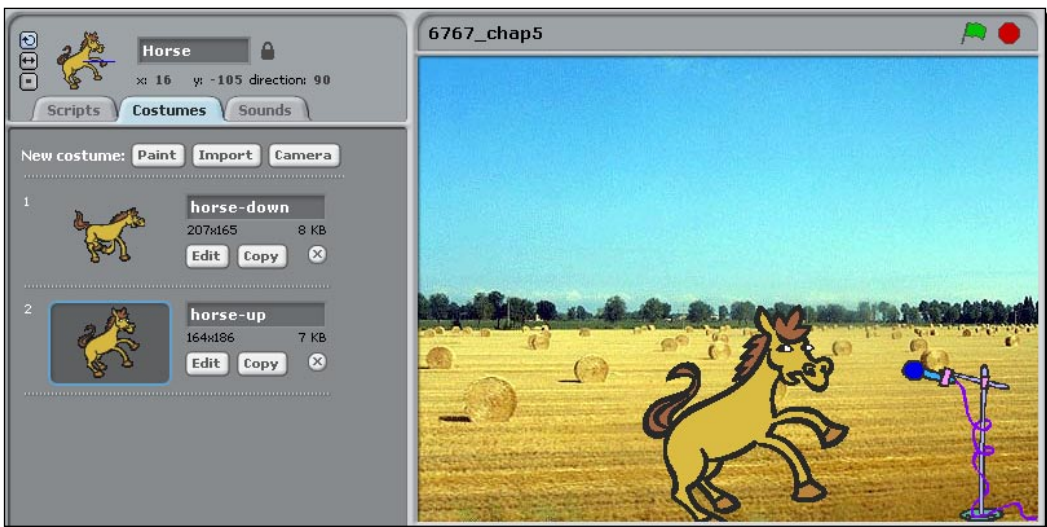 Horse
x: 16 y: -105 direction: 90
Scripts Costumes Sounds
New costume: Paint Import Camera
1
horse-down
207x165 8 KB
Edit Copy
2
horse-up
164x186 7 KB
Edit Copy
6767_chap5